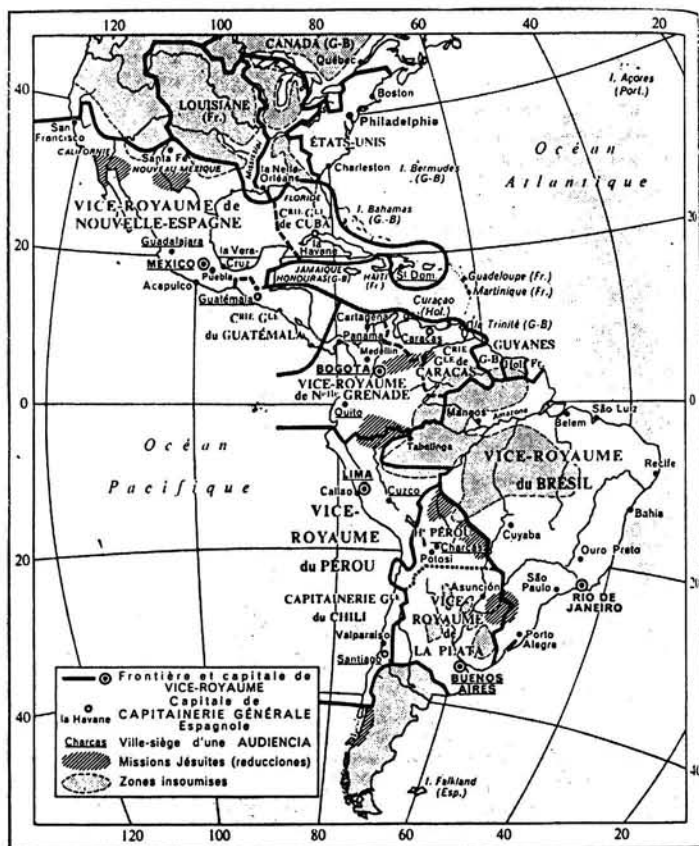 120
100
80
60
40
20
CANADA (G-B)
Québec
I. Açores
(Port.)
40
LOUISIANE
(Fr.)
Boston
Philadelphie
San
Francisco
CALIFORNIE
Santa Fé
NOUVEAU MEXIQUE
Mississipi
la Nelle
Orléans
ÉTATS-UNIS
Charleston
I. Bermudes
(G-B)
Océan
Atlantique
FLORIDE
VICE-ROYAUME de
NOUVELLE-ESPAGNE
CRIE GLE
de CUBA
I. Bahamas
(G.-B)
20
Guadalajara
la Vera-
Cruz
la
Havane
MEXICO
Puebla
Acapulco
JAMAIQUE
HONDURAS (G-B)
HAITI
(Fr.)
St Dom.
Guadeloupe (Fr.)
Martinique (Fr.)
Guatémala
Curaçao
(Hol.)
la Trinité (G-B)
CRIE GLE
du GUATÉMALA
Cartagena
Panama
Caracas
GUYANES
Medellin
CRIE
GLE de
CARACAS
G-B
Hol.
Fr.
BOGOTA
VICE-ROYAUME
de Nelle GRENADE
0
Quito
Manaos
Amazone
Belem
São Luiz
Océan
Pacifique
Tabatinga
VICE-ROYAUME
du BRÉSIL
Recife
LIMA
Callao
Cuzco
Bahia
VICE-
ROYAUME
du PÉROU
Ht PÉROU
Charcas
Potosi
Cuyaba
Ouro Preto
20
CAPITAINERIE Gle
du CHILI
Asunción
São
Paulo
RIO DE
JANEIRO
VICE-
ROYAUME de
LA PLATA
Porto
Alegre
Valparaiso
Santiago
BUENOS
AIRES
Frontière et capitale de
VICE-ROYAUME
la Havane
Capitale de
CAPITAINERIE GÉNÉRALE
Espagnole
Charcas Ville-siège d'une AUDIENCIA
Missions Jésuites (reducciones)
Zones insoumises
40
I. Falkland
(Esp.)
120
100
80
60
40
20